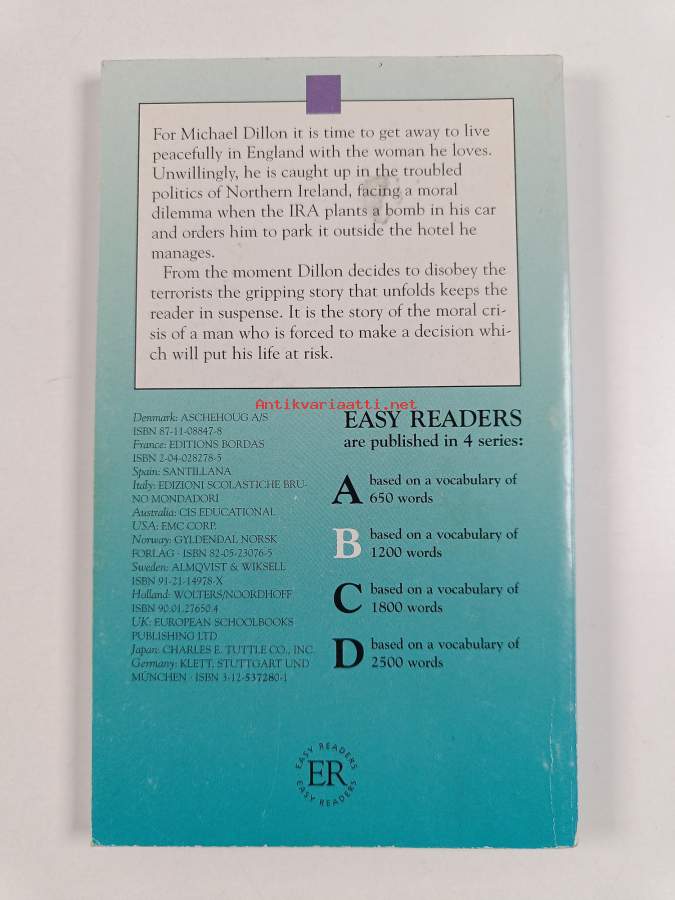 For Michael Dillon it is time to get away to live
peacefully in England with the woman he loves.
Unwillingly, he is caught up in the troubled
politics of Northern Ireland, facing a moral
dilemma when the IRA plants a bomb in his car
and orders him to park it outside the hotel he
manages.
From the moment Dillon decides to disobey the
terrorists the gripping story that unfolds keeps the
reader in suspense. It is the story of the moral cri-
sis of a man who is forced to make a decision whi-
ch will put his life at risk.
Antikvariaatti.net
Denmark: ASCHEHOUG A/S
ISBN 87-11-08847-8
France: EDITIONS BORDAS
ISBN 2-04-028278-5
Spain: SANTILLANA
Italy: EDIZIONI SCOLASTICHE BRU-
NO MONDADORI
Australia: CIS EDUCATIONAL
USA: EMC CORP.
Norway: GYLDENDAL NORSK
FORLAG · ISBN 82-05-23076-5
Sweden: ALMQVIST & WIKSELL
ISBN 91-21-14978-X
Holland: WOLTERS/NOORDHOFF
ISBN 90.01.27650.4
UK: EUROPEAN SCHOOLBOOKS
PUBLISHING LTD
Japan: CHARLES E. TUTTLE CO., INC.
Germany: KLETT, STUTTGART UND
MÜNCHEN · ISBN 3-12-537280-1
EASY READERS
are published in 4 series:
A based on a vocabulary of
650 words
B based on a vocabulary of
1200 words
C based on a vocabulary of
1800 words
D based on a vocabulary of
2500 words
EASY READERS
ER
EASY READERS